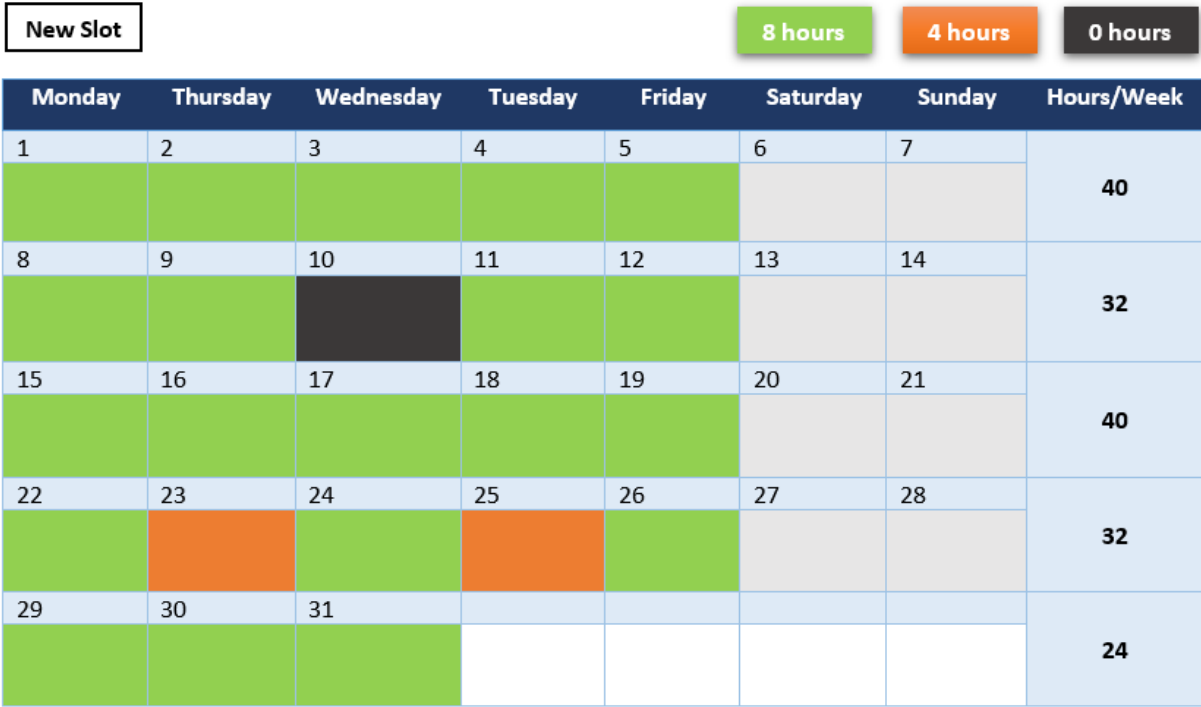 New Slot
8 hours 4 hours 0 hours
Monday Thursday Wednesday Tuesday Friday Saturday Sunday Hours/Week
1 2 3 4 5 6 7
40
8 9 10 11 12 13 14
32
15 16 17 18 19 20 21
40
22 23 24 25 26 27 28
32
29 30 31
24